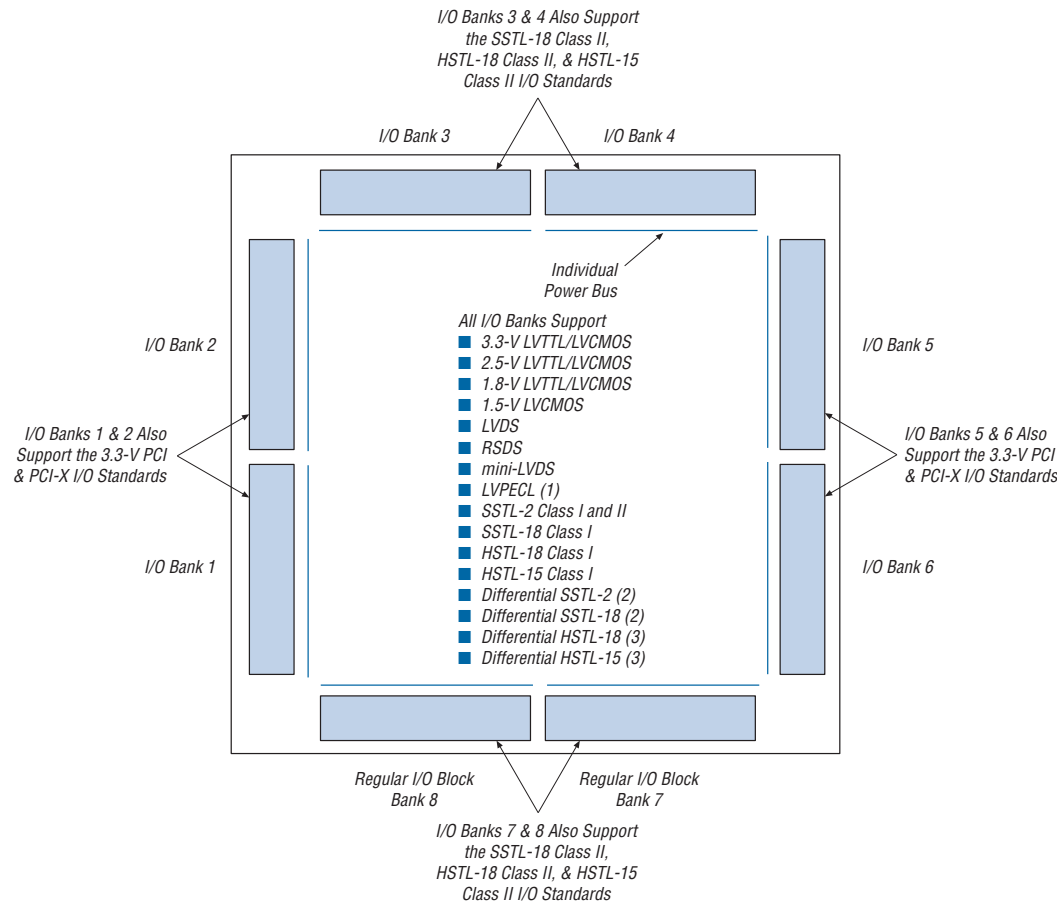 I/O Banks 3 & 4 Also Support
the SSTL-18 Class II,
HSTL-18 Class II, & HSTL-15
Class II I/O Standards
I/O Bank 3
I/O Bank 4
Individual
Power Bus
All I/O Banks Support
3.3-V LVTTL/LVCMOS
2.5-V LVTTL/LVCMOS
1.8-V LVTTL/LVCMOS
1.5-V LVCMOS
LVDS
RSDS
mini-LVDS
LVPECL (1)
SSTL-2 Class I and II
SSTL-18 Class I
HSTL-18 Class I
HSTL-15 Class I
Differential SSTL-2 (2)
Differential SSTL-18 (2)
Differential HSTL-18 (3)
Differential HSTL-15 (3)
I/O Bank 2
I/O Banks 1 & 2 Also
Support the 3.3-V PCI
& PCI-X I/O Standards
I/O Bank 1
I/O Bank 5
I/O Banks 5 & 6 Also
Support the 3.3-V PCI
& PCI-X I/O Standards
I/O Bank 6
Regular I/O Block
Bank 8
Regular I/O Block
Bank 7
I/O Banks 7 & 8 Also Support
the SSTL-18 Class II,
HSTL-18 Class II, & HSTL-15
Class II I/O Standards